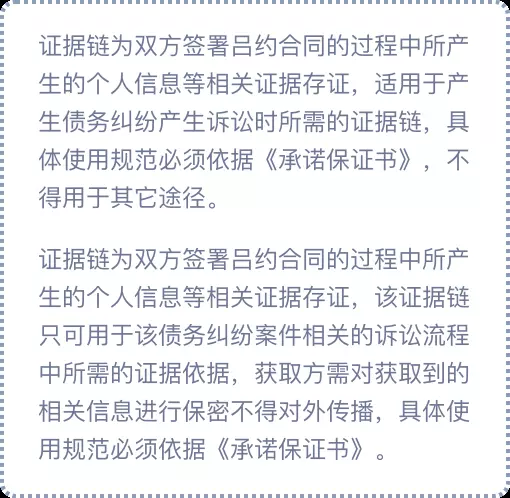 证据链为双方签署吕约合同的过程中所产
生的个人信息等相关证据存证，适用于产
生债务纠纷产生诉讼时所需的证据链，具
体使用规范必须依据《承诺保证书》，不
得用于其它途径。
证据链为双方签署吕约合同的过程中所产
生的个人信息等相关证据存证，该证据链
只可用于该债务纠纷案件相关的诉讼流程
中所需的证据依据，获取方需对获取到的
相关信息进行保密不得对外传播，具体使
用规范必须依据《承诺保证书》。